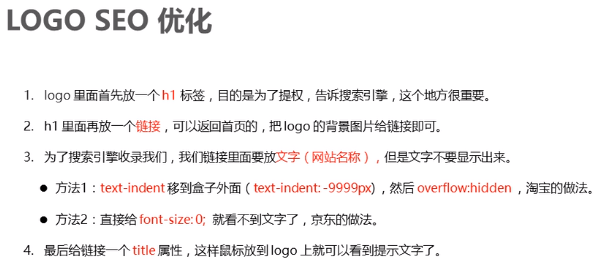 LOGO SEO 优化
1. logo 里面首先放一个 h1 标签，目的是为了提权，告诉搜索引擎，这个地方很重要。
2. h1 里面再放一个链接，可以返回首页的，把 logo 的背景图片给链接即可。
3. 为了搜索引擎收录我们，我们链接里面要放文字（网站名称），但是文字不要显示出来。
● 方法1：text-indent 移到盒子外面（text-indent: -9999px)，然后 overflow:hidden ，淘宝的做法。
● 方法2：直接给 font-size: 0; 就看不到文字了，京东的做法。
4. 最后给链接一个 title 属性，这样鼠标放到 logo 上就可以看到提示文字了。